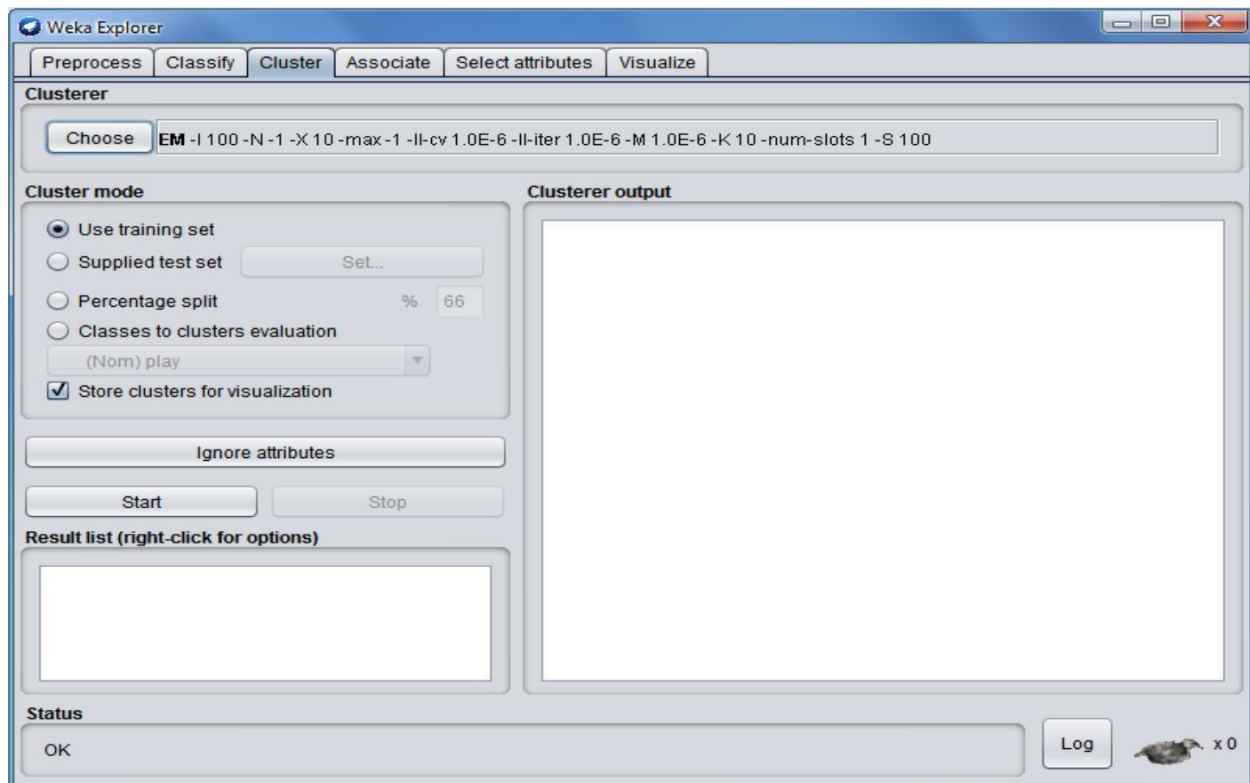 Weka Explorer
Preprocess Classify Cluster Associate Select attributes Visualize
Clusterer
Choose EM -I 100 -N -1 -X 10 -max -1 -ll-cv 1.0E-6 -ll-iter 1.0E-6 -M 1.0E-6 -K 10 -num-slots 1 -S 100
Cluster mode
Use training set
Supplied test set Set...
Percentage split % 66
Classes to clusters evaluation
(Nom) play
Store clusters for visualization
Ignore attributes
Start Stop
Result list (right-click for options)
Clusterer output
Status
OK
Log x 0